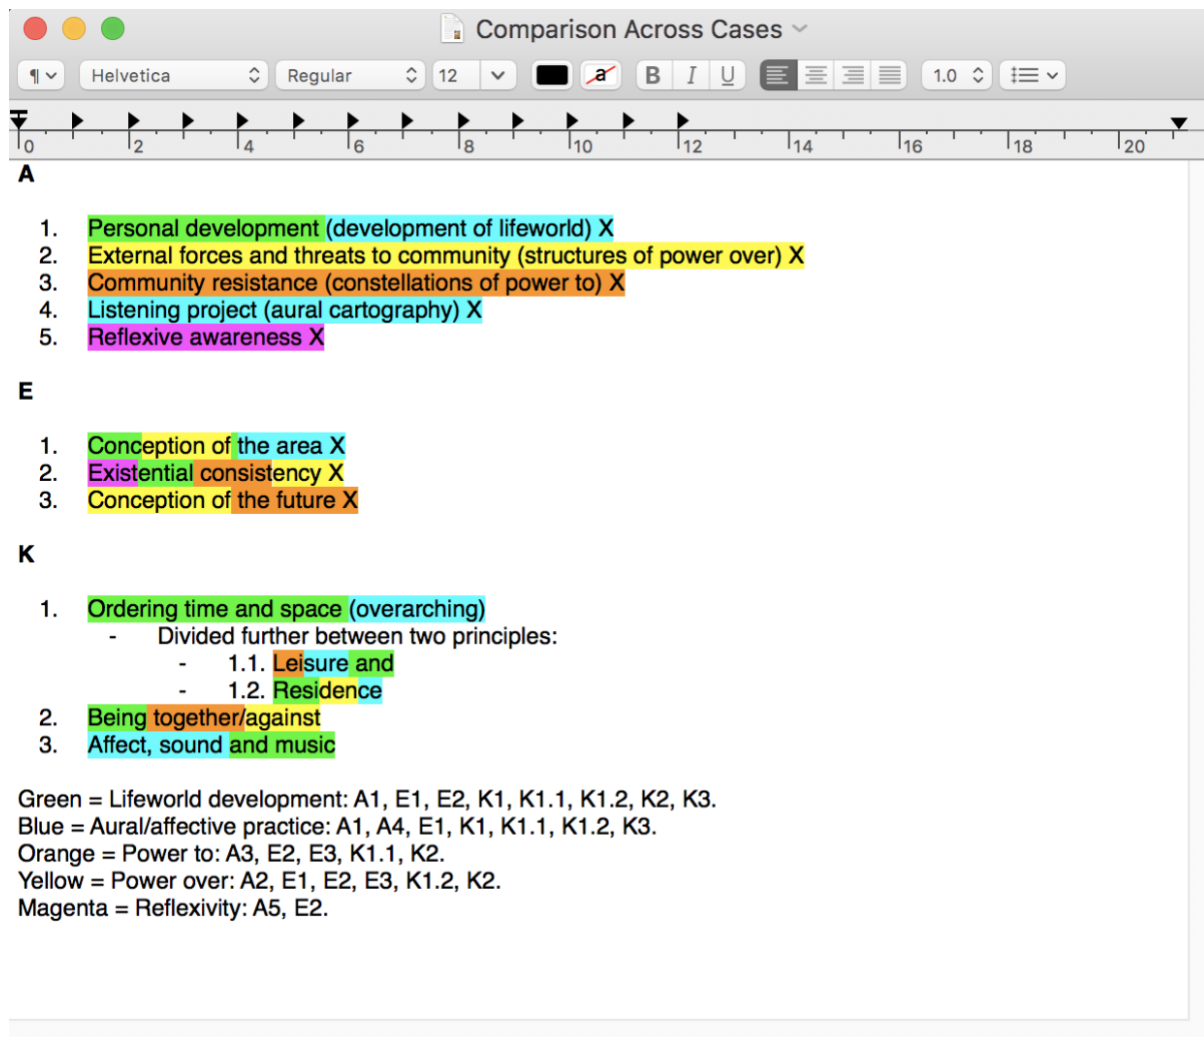 Comparison Across Cases
¶ Helvetica Regular 12 a B I U 1.0
0 2 4 6 8 10 12 14 16 18 20
A
1. Personal development (development of lifeworld) X
2. External forces and threats to community (structures of power over) X
3. Community resistance (constellations of power to) X
4. Listening project (aural cartography) X
5. Reflexive awareness X
E
1. Conception of the area X
2. Existential consistency X
3. Conception of the future X
K
1. Ordering time and space (overarching)
- Divided further between two principles:
- 1.1. Leisure and
- 1.2. Residence
2. Being together/against
3. Affect, sound and music
Green = Lifeworld development: A1, E1, E2, K1, K1.1, K1.2, K2, K3.
Blue = Aural/affective practice: A1, A4, E1, K1, K1.1, K1.2, K3.
Orange = Power to: A3, E2, E3, K1.1, K2.
Yellow = Power over: A2, E1, E2, E3, K1.2, K2.
Magenta = Reflexivity: A5, E2.